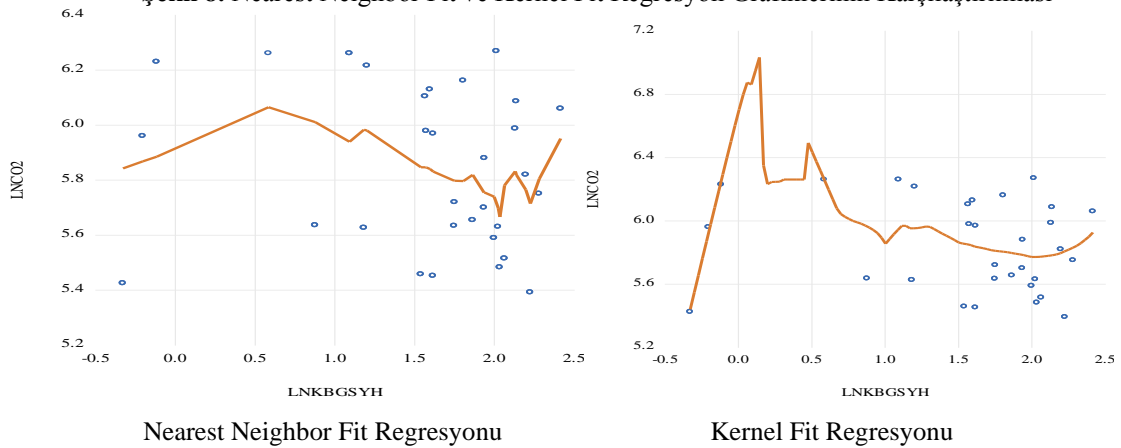 Nearest Neighbor Fit Ve Kernel Fit Regresyon Grafiklerinin Karşılaştırılması
6.4
6.2
6.0
5.8
5.6
5.4
5.2
LNCO2
-0.5 0.0 0.5 1.0 1.5 2.0 2.5
LNKBGSYH
7.2
6.8
6.4
6.0
5.6
5.2
LNCO2
-0.5 0.0 0.5 1.0 1.5 2.0 2.5
LNKBGSYH
Nearest Neighbor Fit Regresyonu
Kernel Fit Regresyonu